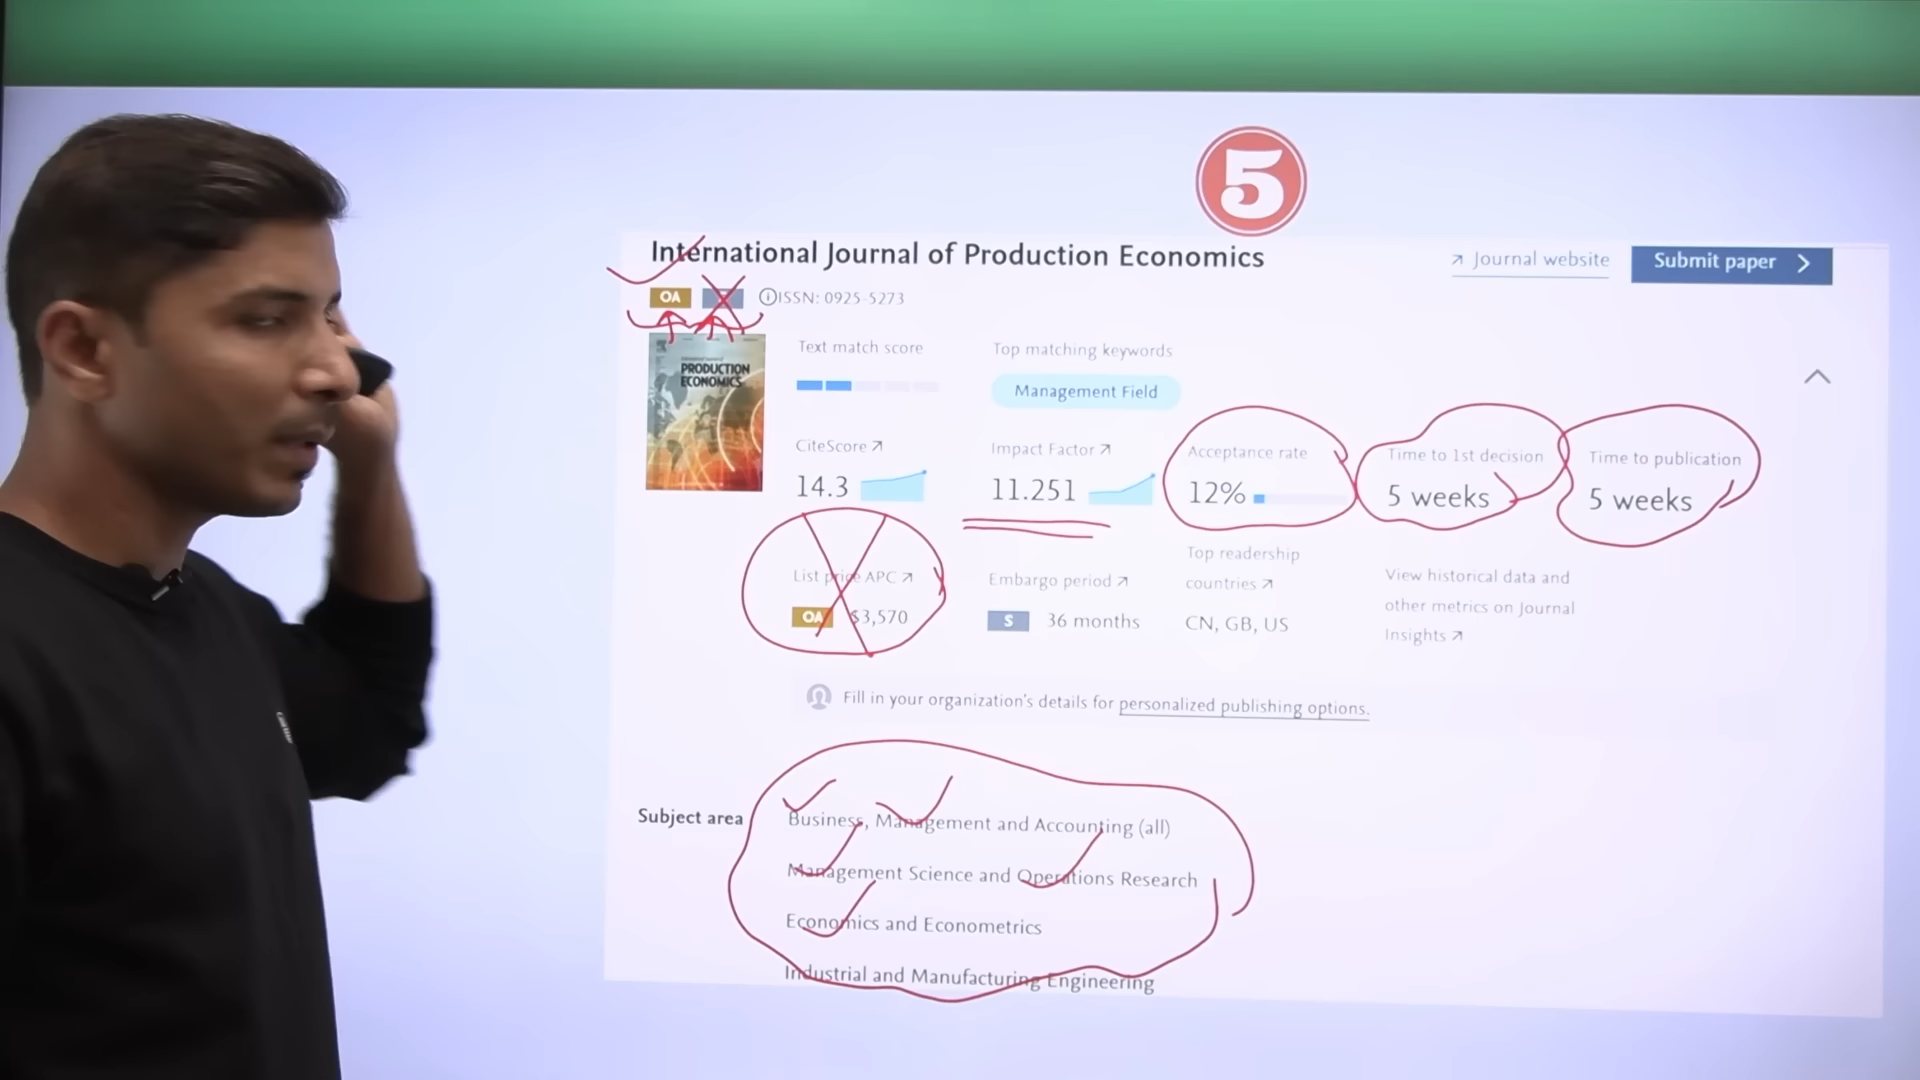 5
International Journal of Production Economics
Journal website
Submit paper
OA
ISSN: 0925-5273
PRODUCTION
ECONOMICS
Text match score
Top matching keywords
Management Field
CiteScore
14.3
Impact Factor
11.251
Acceptance rate
12%
Time to 1st decision
5 weeks
Time to publication
5 weeks
List price APC
OA $3,570
Embargo period
S 36 months
Top readership
countries
CN, GB, US
View historical data and
other metrics on Journal
Insights
Fill in your organization's details for personalized publishing options.
Subject area
Business, Management and Accounting (all)
Management Science and Operations Research
Economics and Econometrics
Industrial and Manufacturing Engineering